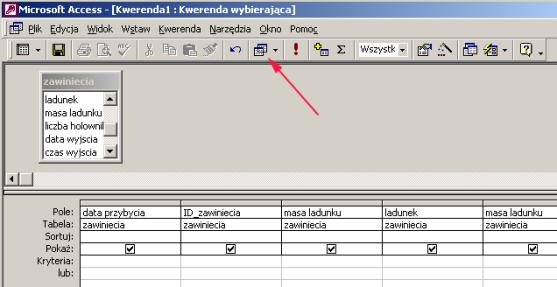 Microsoft Access - [Kwerenda1 : Kwerenda wybierająca]
Plik Edycja Widok Wstaw Kwerenda Narzędzia Okno Pomoc
SQL Σ Wszystk
zawiniecia
ladunek
masa ladunku
liczba holownil
data wyjscia
czas wyjscia
Pole: data przybycia ID_zawiniecia masa ladunku ladunek masa ladunku
Tabela: zawiniecia zawiniecia zawiniecia zawiniecia zawiniecia
Sortuj:
Pokaż:
Kryteria:
lub: